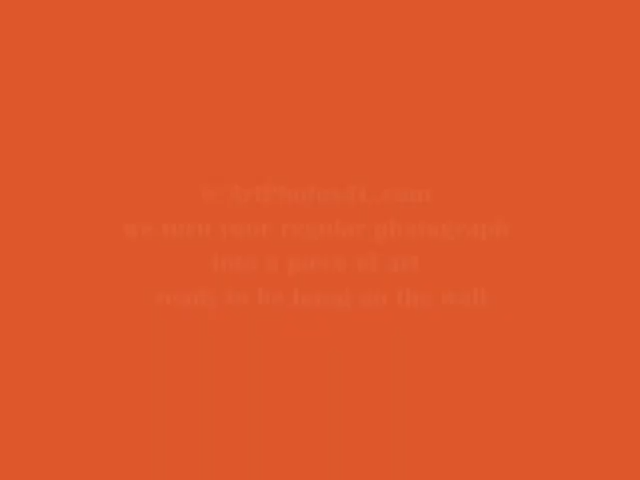 we turn your regular photograph
into a piece of art
ready to be hung on the wall